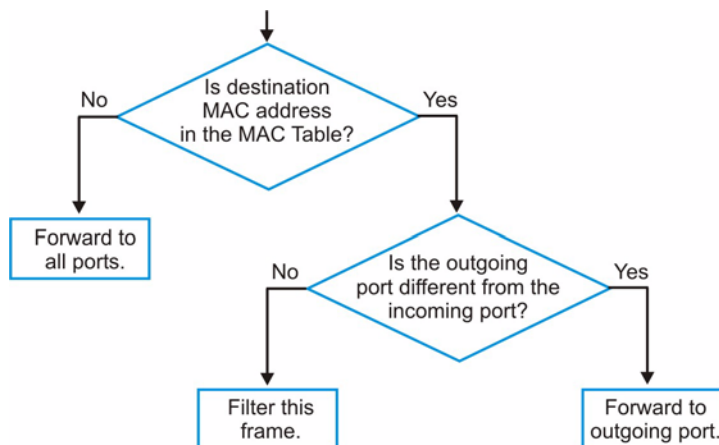 Is destination
MAC address
in the MAC Table?
No
Yes
Forward to
all ports.
Is the outgoing
port different from the
incoming port?
No
Yes
Filter this
frame.
Forward to
outgoing port.